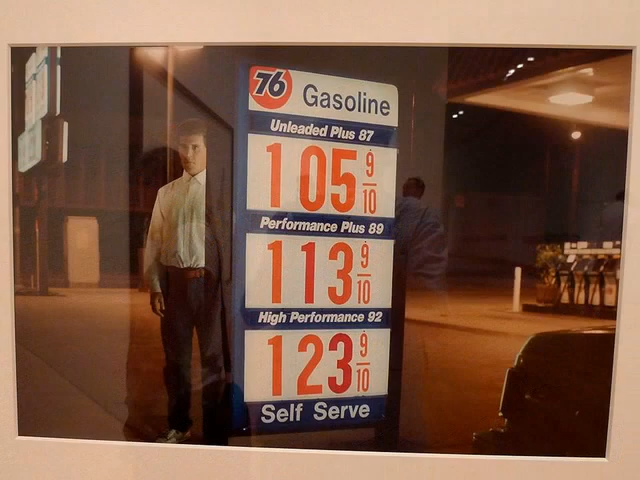 76 Gasoline
Unleaded Plus 87
105 9/10
Performance Plus 89
113 9/10
High Performance 92
123 9/10
Self Serve